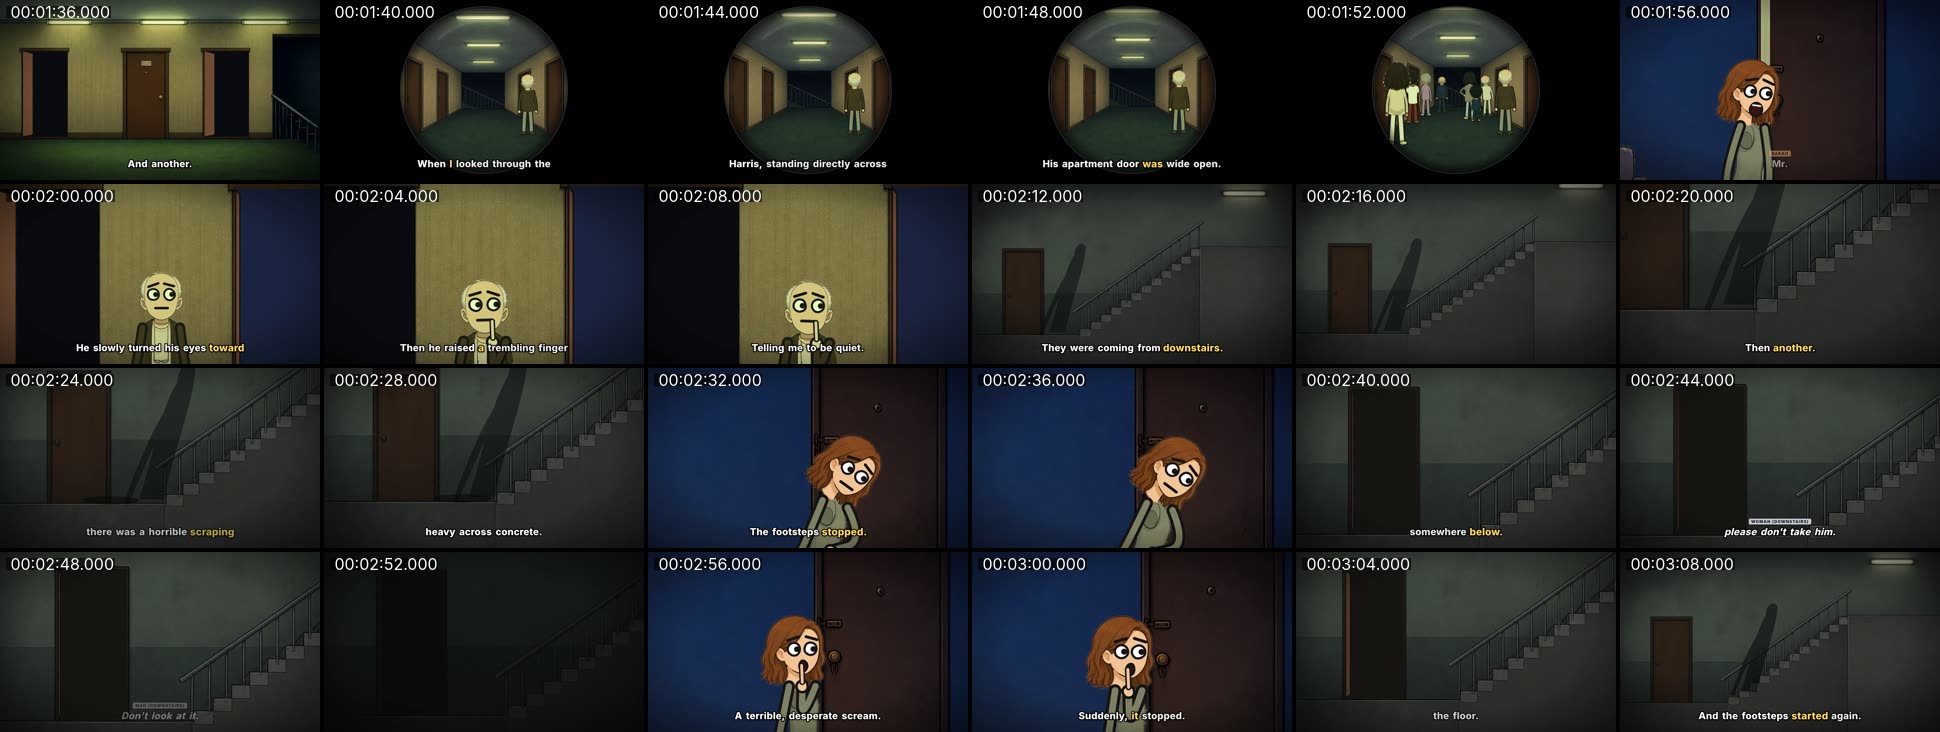 00:01:36.000
And another.
00:01:40.000
When I looked through the
00:01:44.000
Harris, standing directly across
00:01:48.000
His apartment door was wide open.
00:01:52.000
00:01:56.000
SARAH
Mr.
00:02:00.000
He slowly turned his eyes toward
00:02:04.000
Then he raised a trembling finger
00:02:08.000
Telling me to be quiet.
00:02:12.000
They were coming from downstairs.
00:02:16.000
00:02:20.000
Then another.
00:02:24.000
there was a horrible scraping
00:02:28.000
heavy across concrete.
00:02:32.000
The footsteps stopped.
00:02:36.000
00:02:40.000
somewhere below.
00:02:44.000
WOMAN (DOWNSTAIRS)
please don't take him.
00:02:48.000
MAN (DOWNSTAIRS)
Don't look at it.
00:02:52.000
00:02:56.000
A terrible, desperate scream.
00:03:00.000
Suddenly, it stopped.
00:03:04.000
the floor.
00:03:08.000
And the footsteps started again.